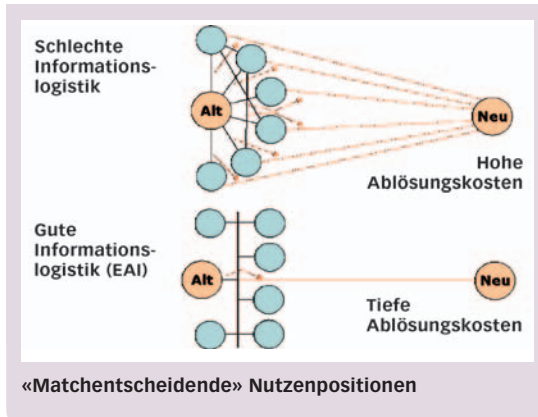 Schlechte
Informations-
logistik
Alt
Neu
Hohe
Ablösungskosten
Gute
Informations-
logistik (EAI)
Alt
Neu
Tiefe
Ablösungskosten
«Matchentscheidende» Nutzenpositionen